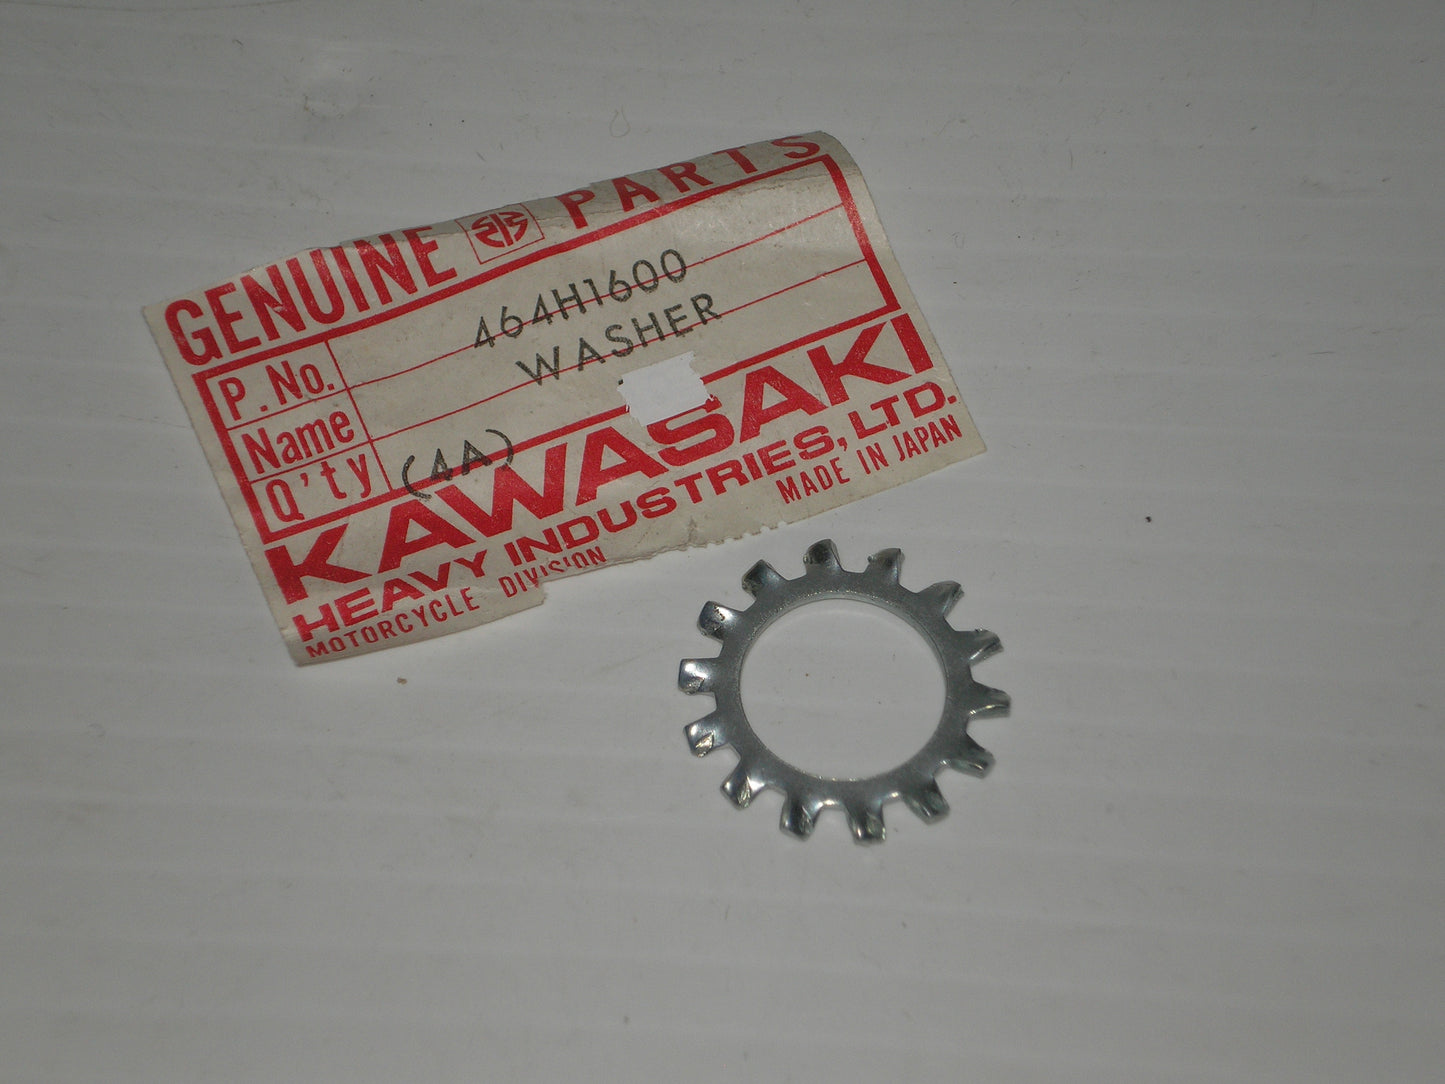 GENUINE PARTS
P. No. 464H1600
Name WASHER
Q'ty (4A)
KAWASAKI
HEAVY INDUSTRIES, LTD.
MOTORCYCLE DIVISION MADE IN JAPAN